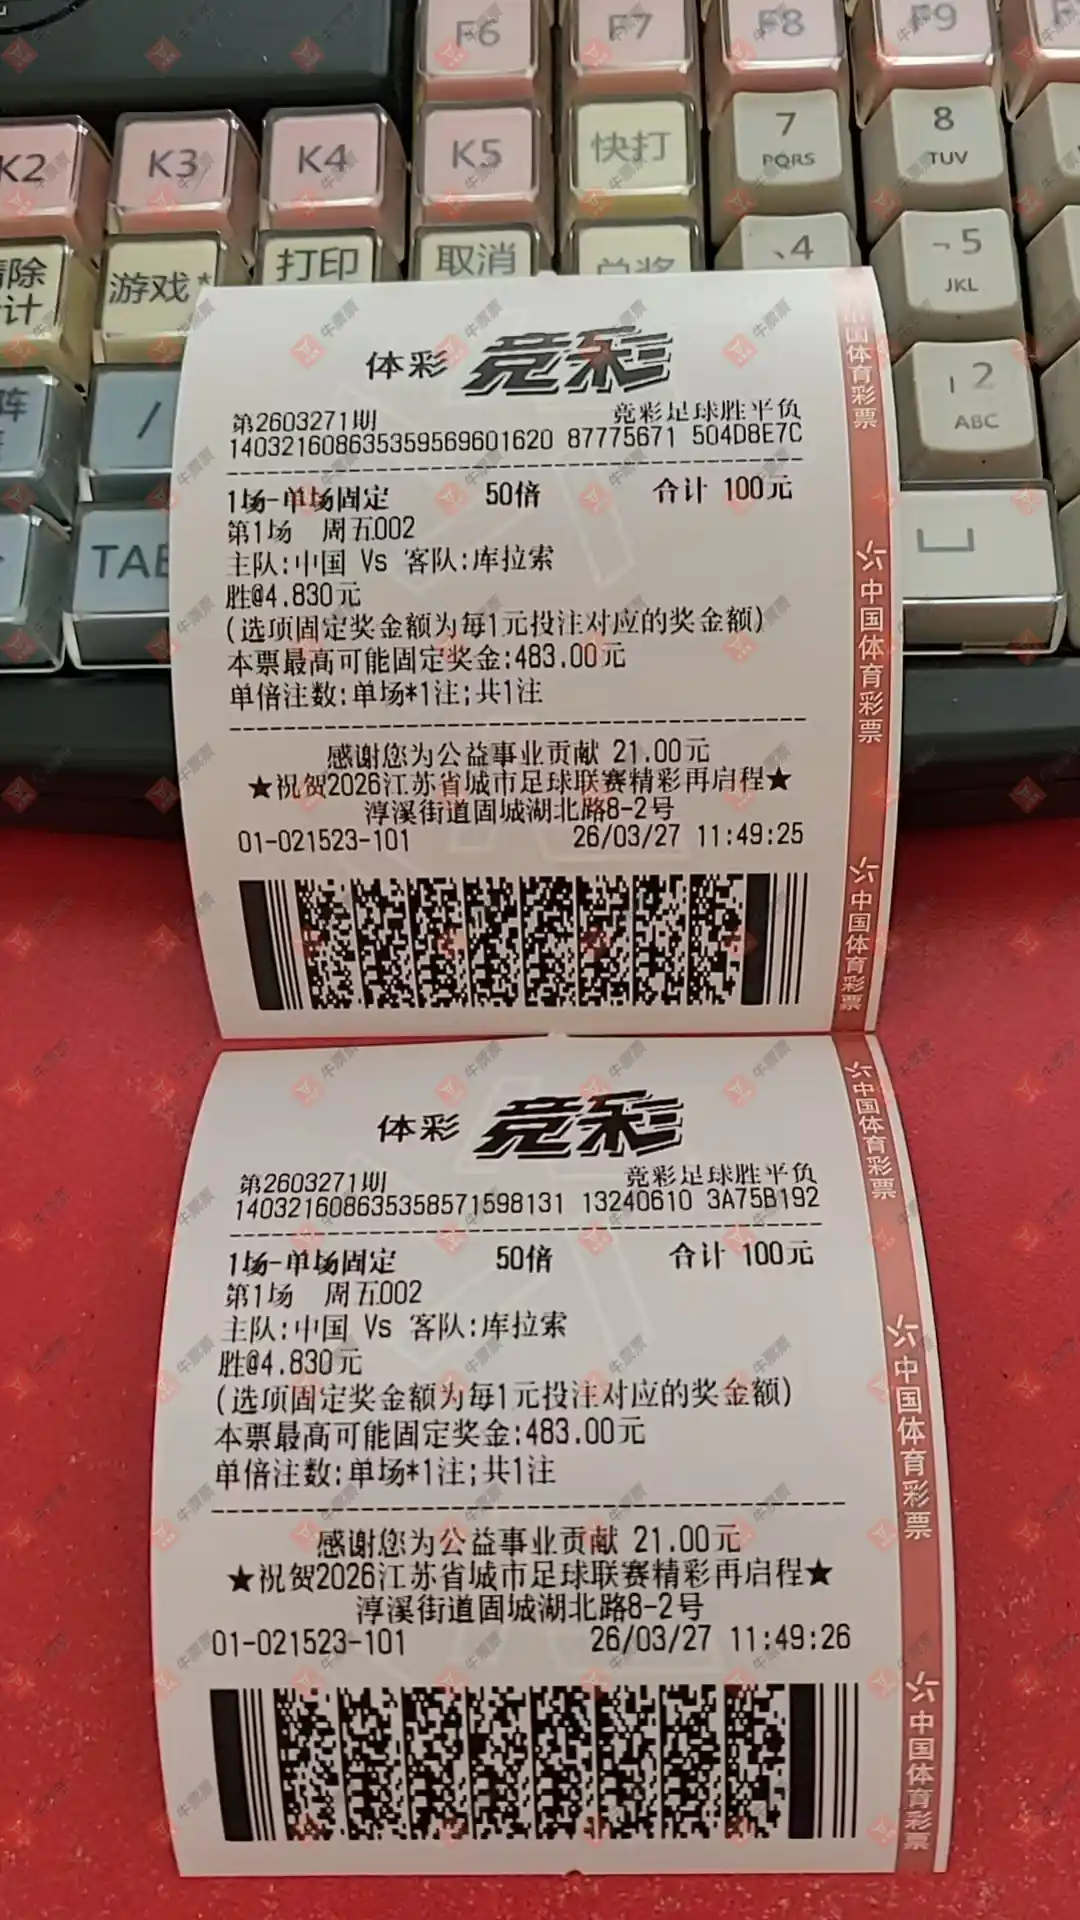 F6 F7 F8 F9
K2 K3 K4 K5 快打 7 8
PQRS TUV
清除 游戏* 打印 取消 总奖 、4 ¬5
JKL
计
2
ABC
/
TAB
体彩 竞彩
第2603271期 竞彩足球胜平负
140321608635359569601620 87775671 504D8E7C
1场-单场固定 50倍 合计 100元
第1场 周五002
主队:中国 Vs 客队:库拉索
胜@4.830元
(选项固定奖金额为每1元投注对应的奖金额)
本票最高可能固定奖金:483.00元
单倍注数:单场*1注;共1注
感谢您为公益事业贡献 21.00元
★祝贺2026江苏省城市足球联赛精彩再启程★
淳溪街道固城湖北路8-2号
01-021523-101 26/03/27 11:49:25
中国体育彩票
中国体育彩票
中国体育彩票
体彩 竞彩
第2603271期 竞彩足球胜平负
140321608635358571598131 13240610 3A75B192
1场-单场固定 50倍 合计 100元
第1场 周五002
主队:中国 Vs 客队:库拉索
胜@4.830元
(选项固定奖金额为每1元投注对应的奖金额)
本票最高可能固定奖金:483.00元
单倍注数:单场*1注;共1注
感谢您为公益事业贡献 21.00元
★祝贺2026江苏省城市足球联赛精彩再启程★
淳溪街道固城湖北路8-2号
01-021523-101 26/03/27 11:49:26
中国体育彩票
中国体育彩票
中国体育彩票
牛票票